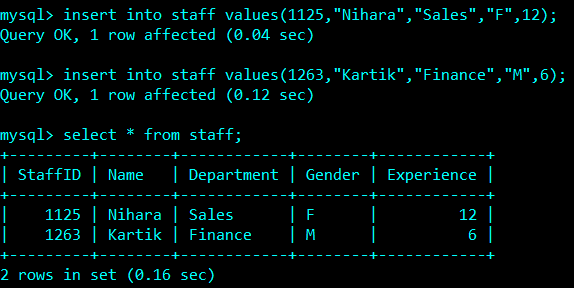 mysql> insert into staff values(1125,"Nihara","Sales","F",12);
Query OK, 1 row affected (0.04 sec)
mysql> insert into staff values(1263,"Kartik","Finance","M",6);
Query OK, 1 row affected (0.12 sec)
mysql> select * from staff;
+---------+--------+------------+--------+------------+
| StaffID | Name   | Department | Gender | Experience |
+---------+--------+------------+--------+------------+
|    1125 | Nihara | Sales      | F      |         12 |
|    1263 | Kartik | Finance    | M      |          6 |
+---------+--------+------------+--------+------------+
2 rows in set (0.16 sec)